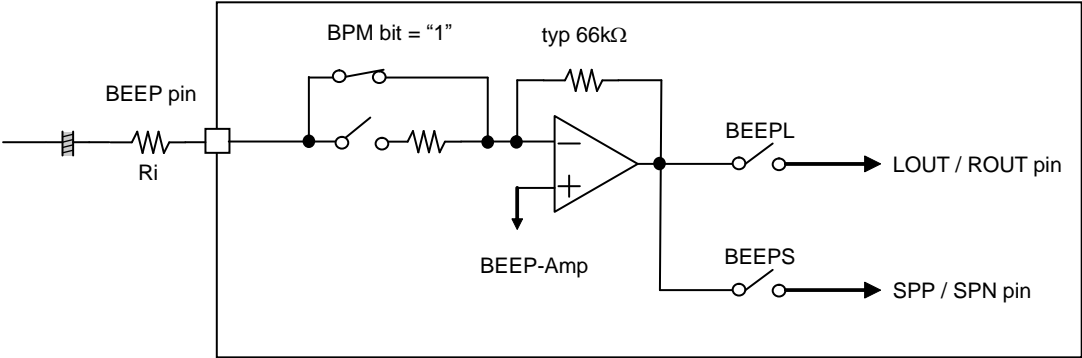 BPM bit = “1”
typ 66kΩ
BEEP pin
Ri
−
+
BEEP-Amp
BEEPL
LOUT / ROUT pin
BEEPS
SPP / SPN pin